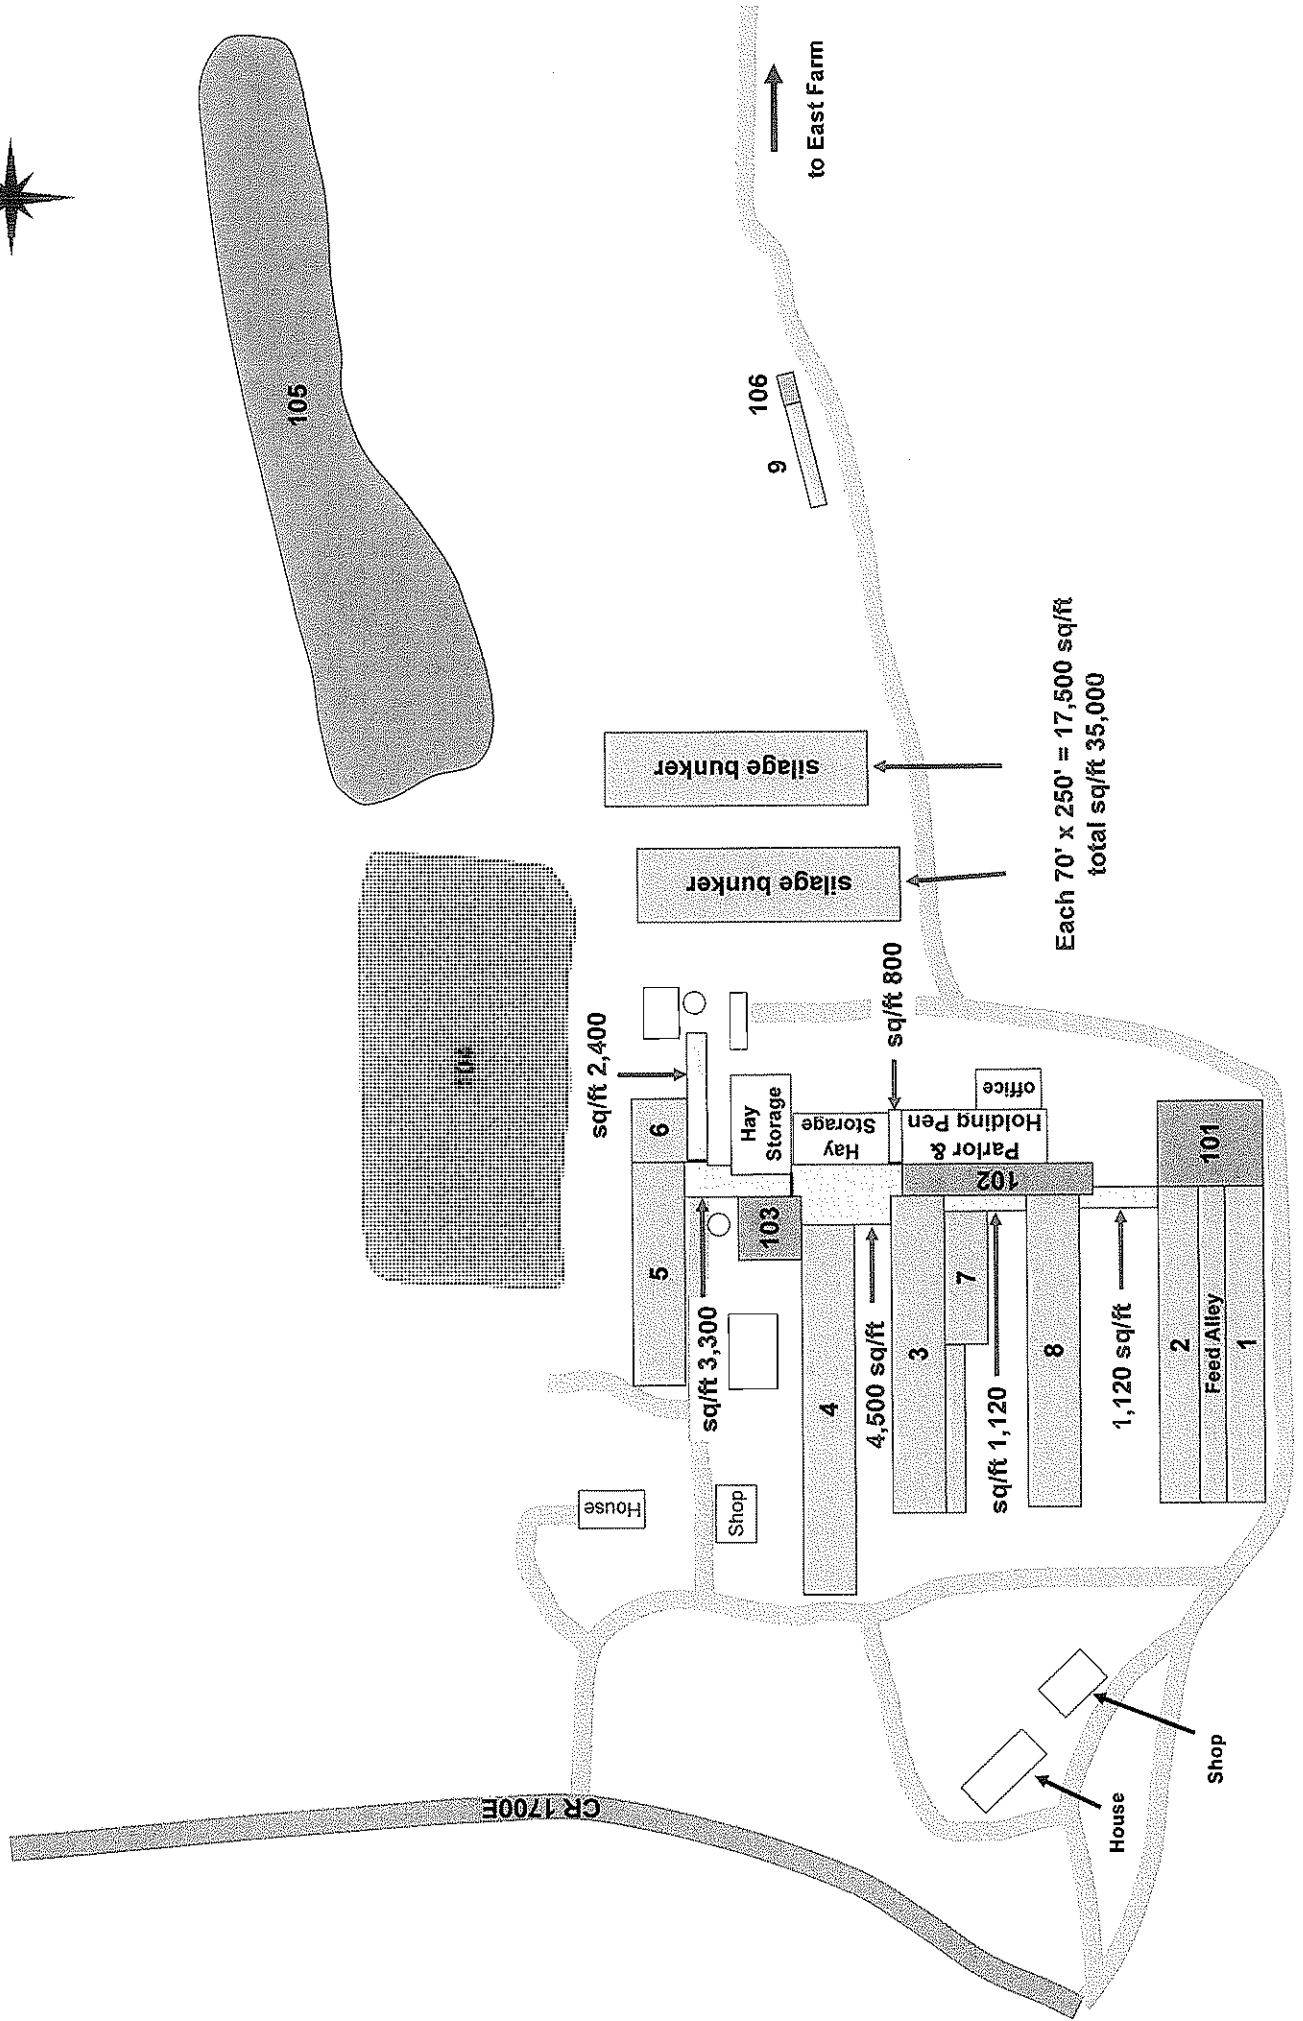 105
to East Farm
106
9
104
silage bunker
silage bunker
Each 70' x 250' = 17,500 sq/ft
total sq/ft 35,000
sq/ft 2,400
sq/ft 800
6
Hay
Storage
Hay
Storage
Parlor &
Holding Pen
office
102
101
103
5
sq/ft 3,300
4
4,500 sq/ft
3
7
sq/ft 1,120
8
1,120 sq/ft
2
Feed Alley
1
House
Shop
CR 1700E
House
Shop